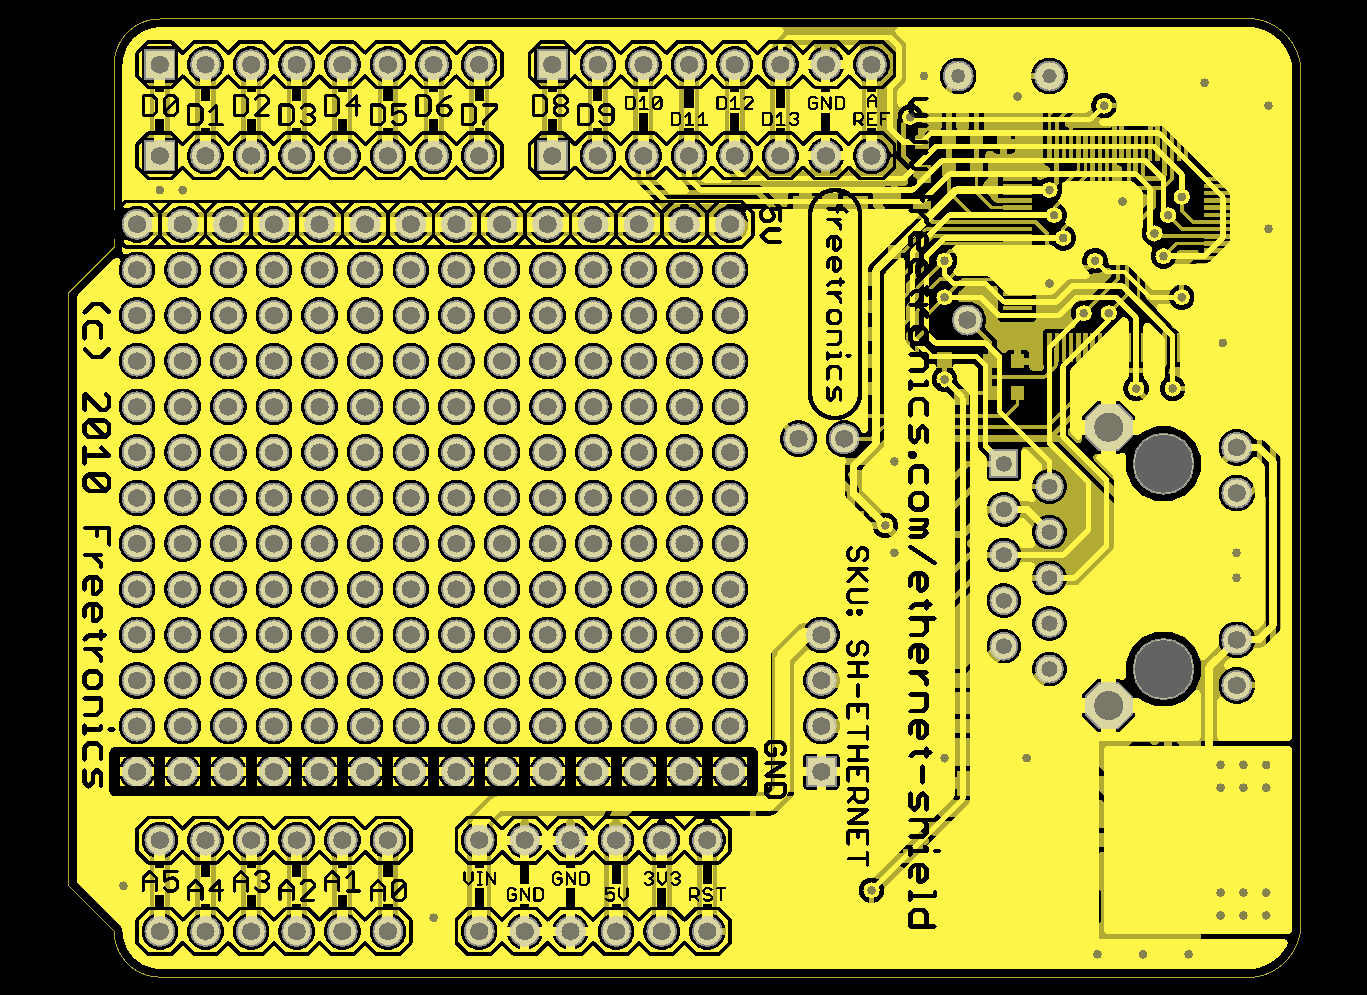 D0 D1 D2 D3 D4 D5 D6 D7
D8 D9 D10 D11 D12 D13 GND A REF
5V
freetronics
(c) 2010 Freetronics
freetronics.com/ethernet-shield
SKU: SH-ETHERNET
GND
A5 A4 A3 A2 A1 A0
VIN GND GND 5V 3V3 RST